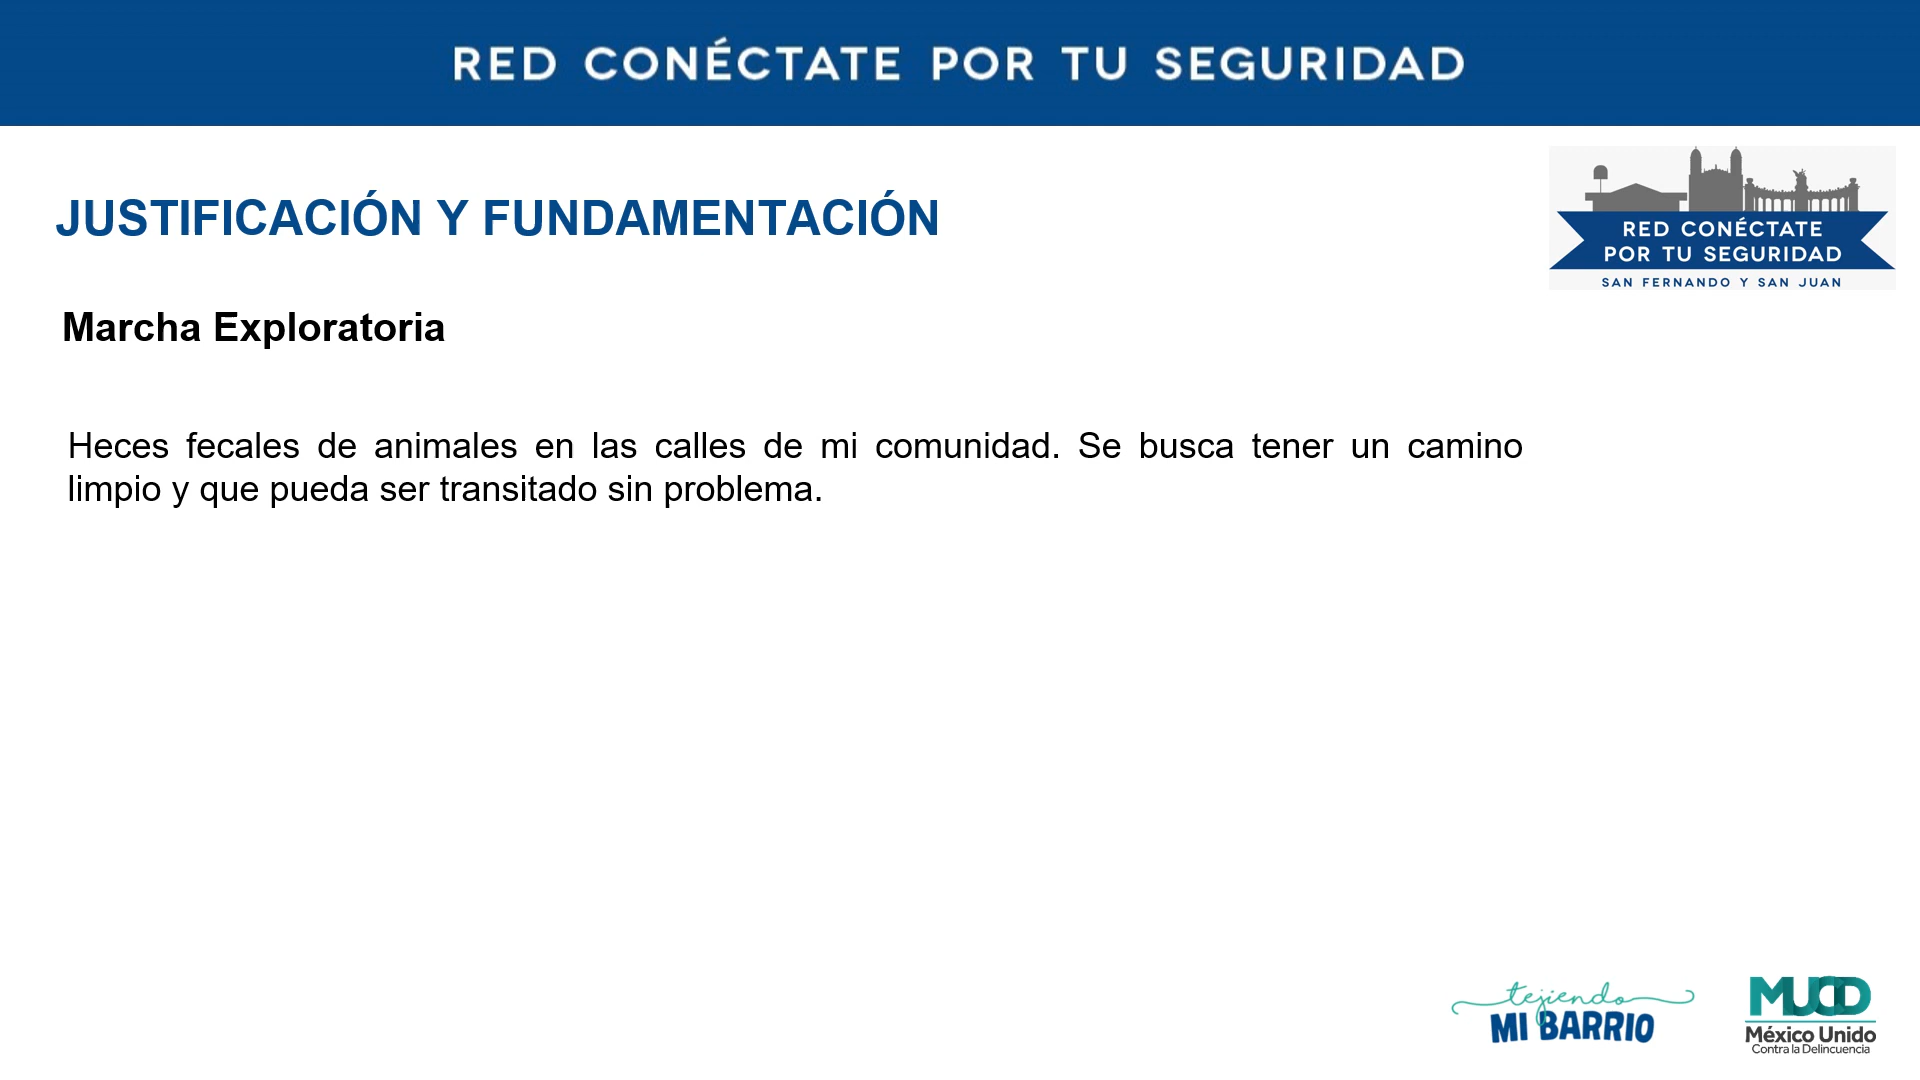 RED CONÉCTATE POR TU SEGURIDAD
JUSTIFICACIÓN Y FUNDAMENTACIÓN
RED CONÉCTATE
POR TU SEGURIDAD
SAN FERNANDO Y SAN JUAN
Marcha Exploratoria
Heces fecales de animales en las calles de mi comunidad. Se busca tener un camino
limpio y que pueda ser transitado sin problema.
tejiendo
MI BARRIO
MUCD
México Unido
Contra la Delincuencia